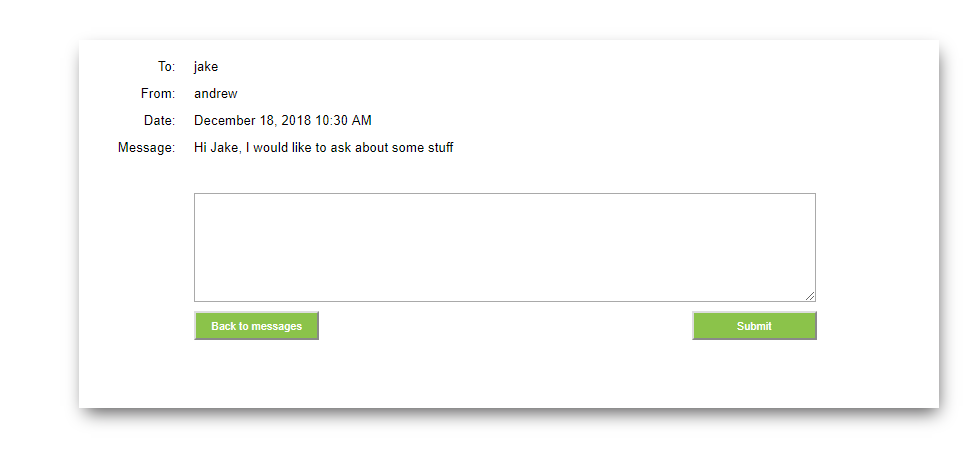 To: jake
From: andrew
Date: December 18, 2018 10:30 AM
Message: Hi Jake, I would like to ask about some stuff
Back to messages Submit